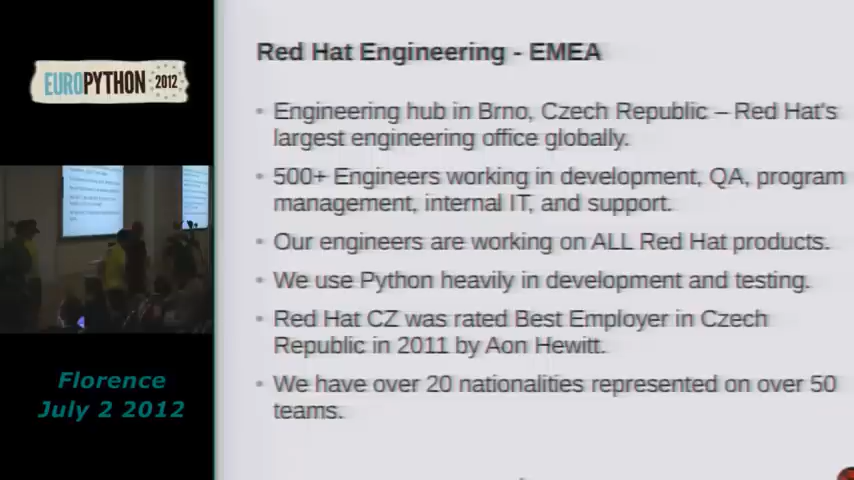 EUROPYTHON 2012
Red Hat Engineering - EMEA
Engineering hub in Brno, Czech Republic – Red Hat's
largest engineering office globally.
500+ Engineers working in development, QA, program
management, internal IT, and support.
Our engineers are working on ALL Red Hat products.
We use Python heavily in development and testing.
Red Hat CZ was rated Best Employer in Czech
Republic in 2011 by Aon Hewitt.
We have over 20 nationalities represented on over 50
teams.
Florence
July 2 2012